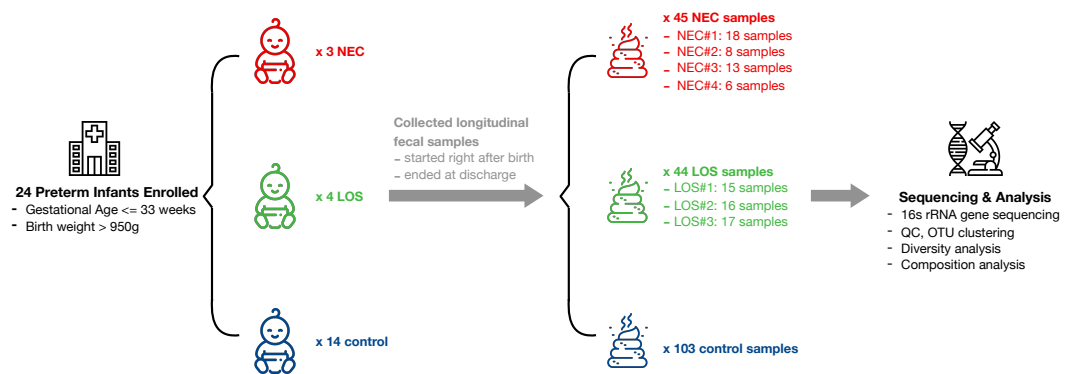 24 Preterm Infants Enrolled
- Gestational Age <= 33 weeks
- Birth weight > 950g
x 3 NEC
x 4 LOS
x 14 control
Collected longitudinal
fecal samples
- started right after birth
- ended at discharge
x 45 NEC samples
- NEC#1: 18 samples
- NEC#2: 8 samples
- NEC#3: 13 samples
- NEC#4: 6 samples
x 44 LOS samples
- LOS#1: 15 samples
- LOS#2: 16 samples
- LOS#3: 17 samples
x 103 control samples
Sequencing & Analysis
- 16s rRNA gene sequencing
- QC, OTU clustering
- Diversity analysis
- Composition analysis